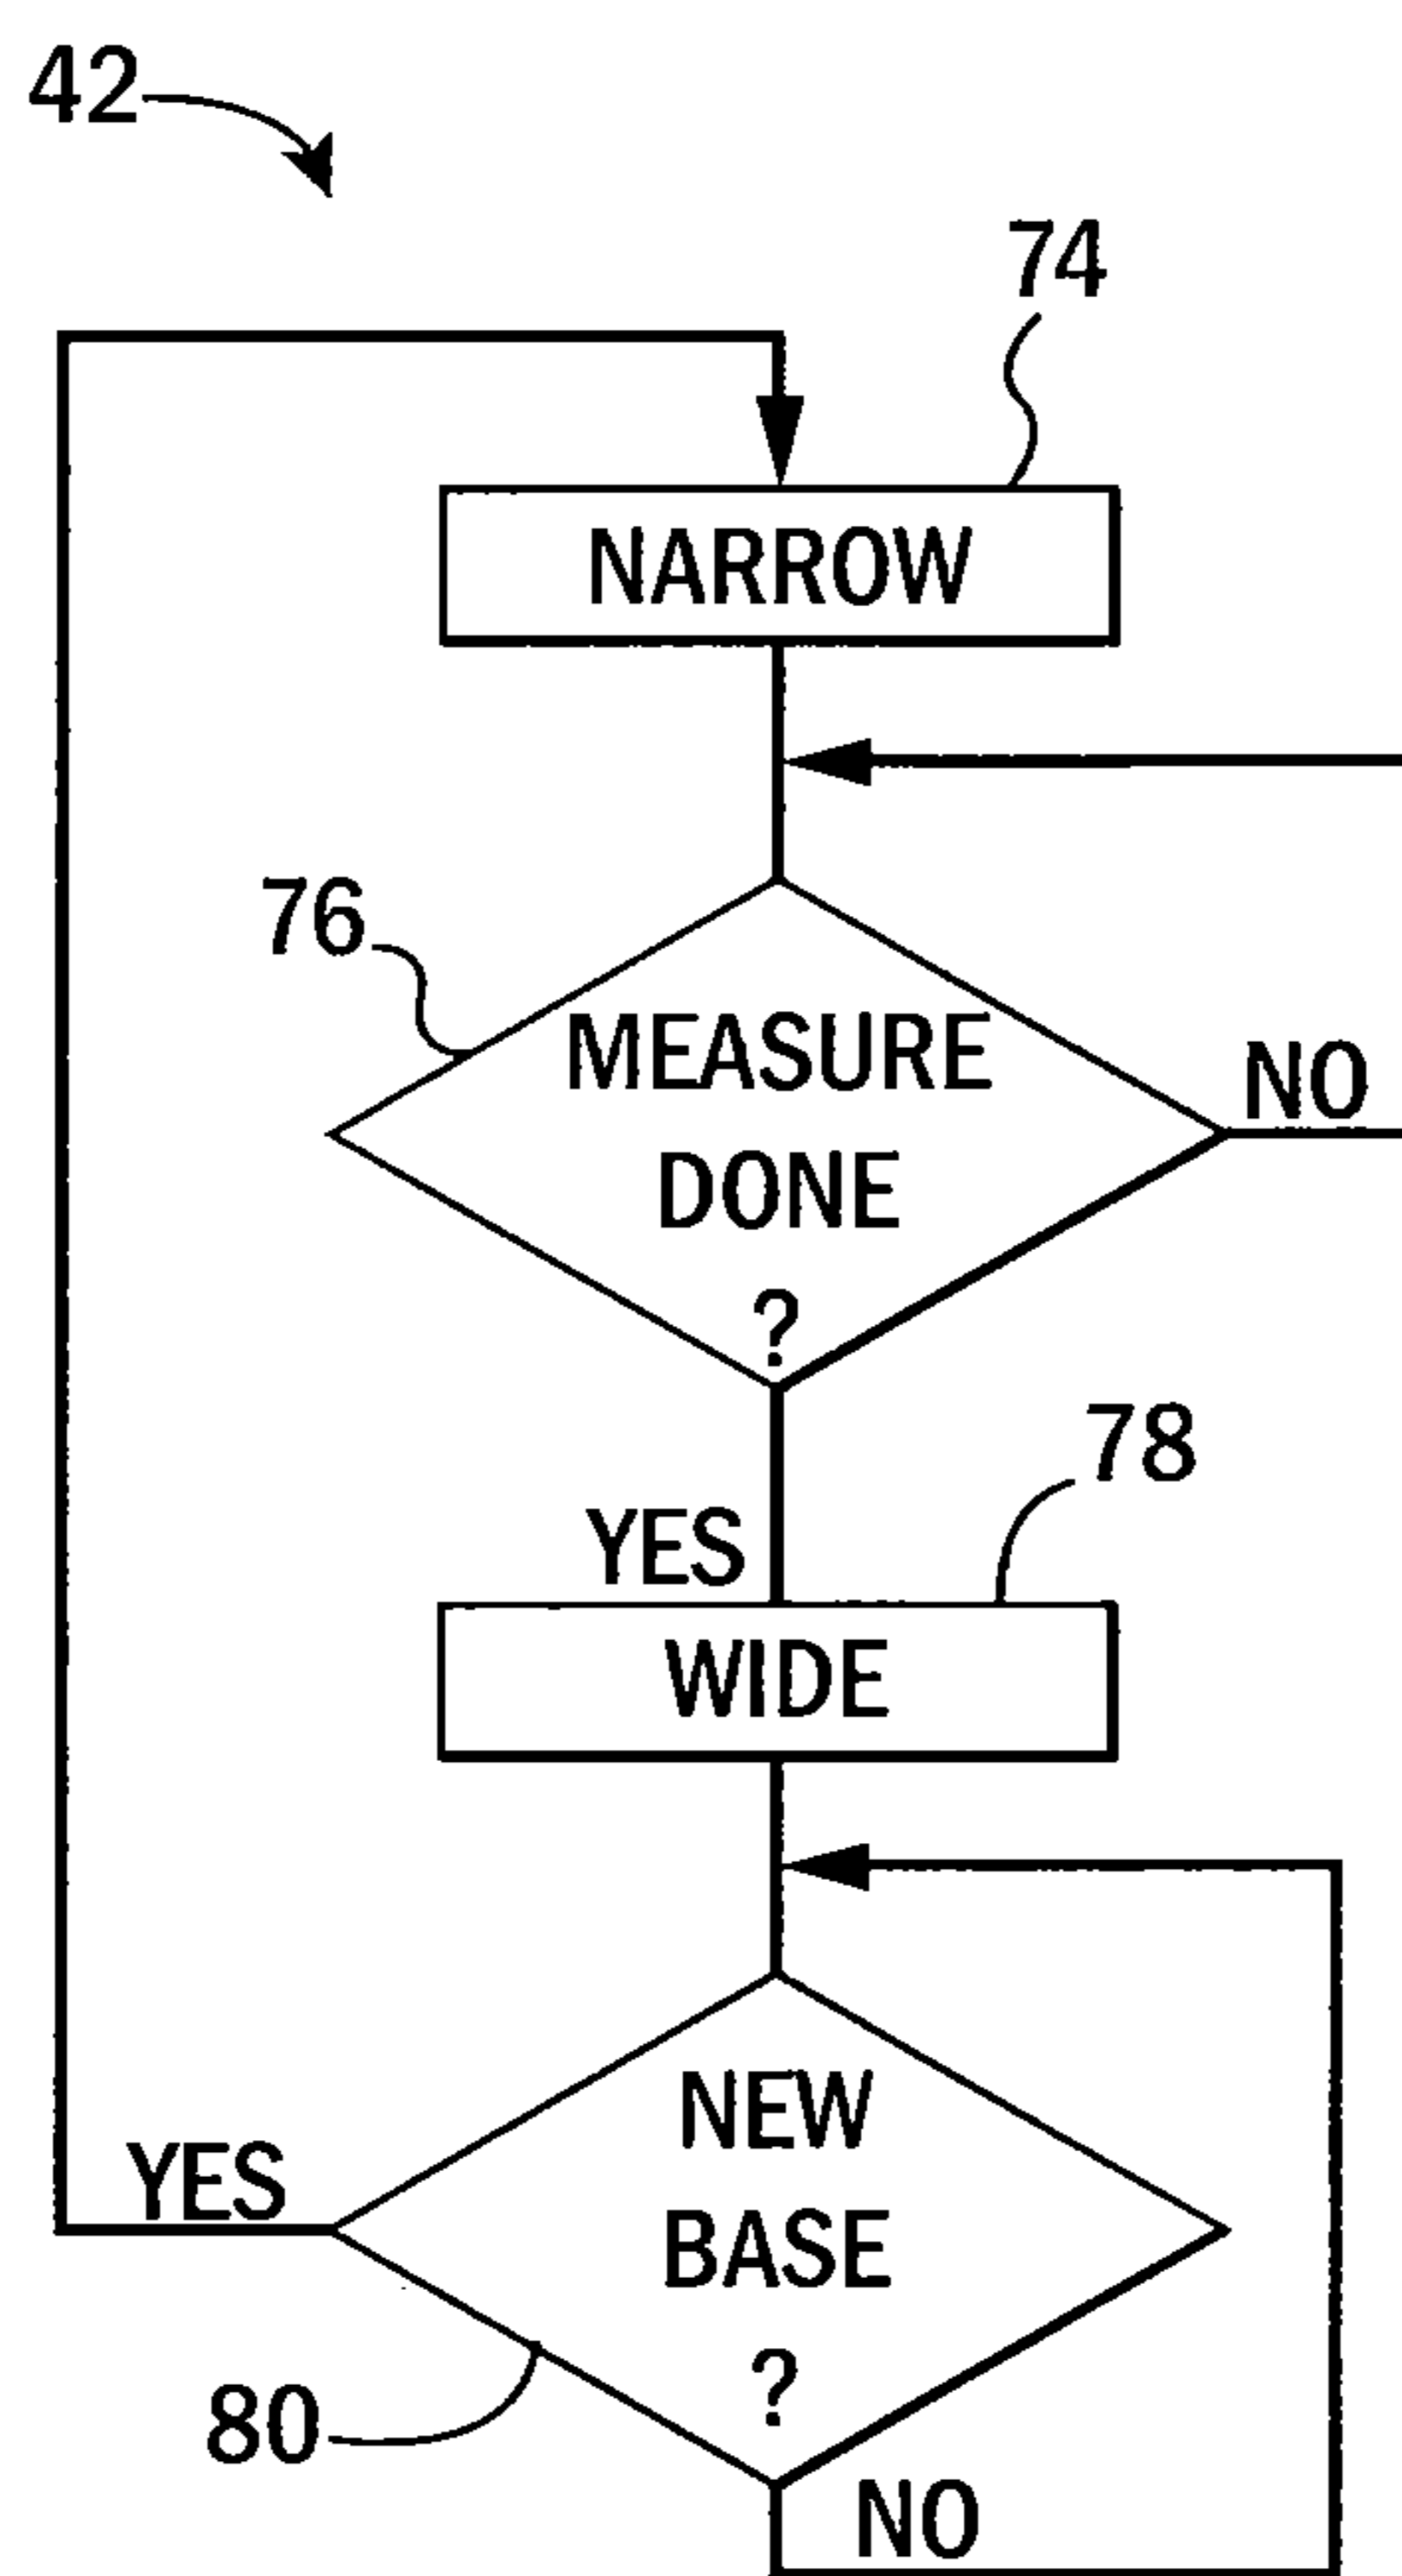 42
74
NARROW
76
MEASURE
DONE
?
NO
78
YES
WIDE
NEW
BASE
?
YES
80
NO